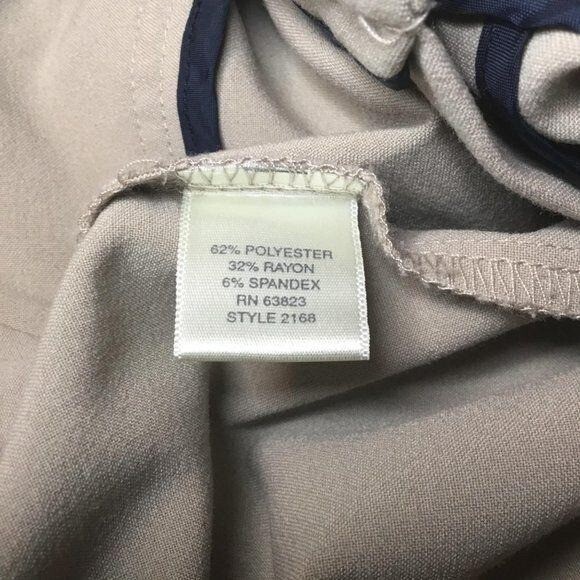 62% POLYESTER
32% RAYON
6% SPANDEX
RN 63823
STYLE 2168